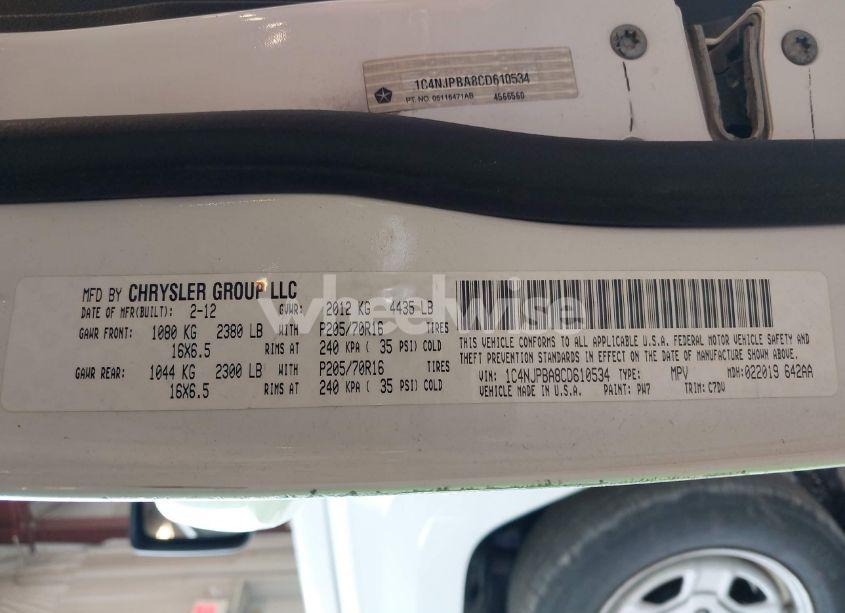 1C4NJPBA8CD610534
PT. NO. 05116471AB 4566560
MFD BY CHRYSLER GROUP LLC
DATE OF MFR(BUILT): 2-12 GVWR: 2012 KG 4435 LB
GAWR FRONT: 1080 KG 2380 LB WITH P205/70R16 TIRES
16X6.5 RIMS AT 240 KPA ( 35 PSI) COLD
GAWR REAR: 1044 KG 2300 LB WITH P205/70R16 TIRES
16X6.5 RIMS AT 240 KPA ( 35 PSI) COLD
THIS VEHICLE CONFORMS TO ALL APPLICABLE U.S.A. FEDERAL MOTOR VEHICLE SAFETY AND
THEFT PREVENTION STANDARDS IN EFFECT ON THE DATE OF MANUFACTURE SHOWN ABOVE.
VIN: 1C4NJPBA8CD610534 TYPE: MPV MDH:022019 642AA
VEHICLE MADE IN U.S.A. PAINT: PW7 TRIM: C7DV
wheelwise